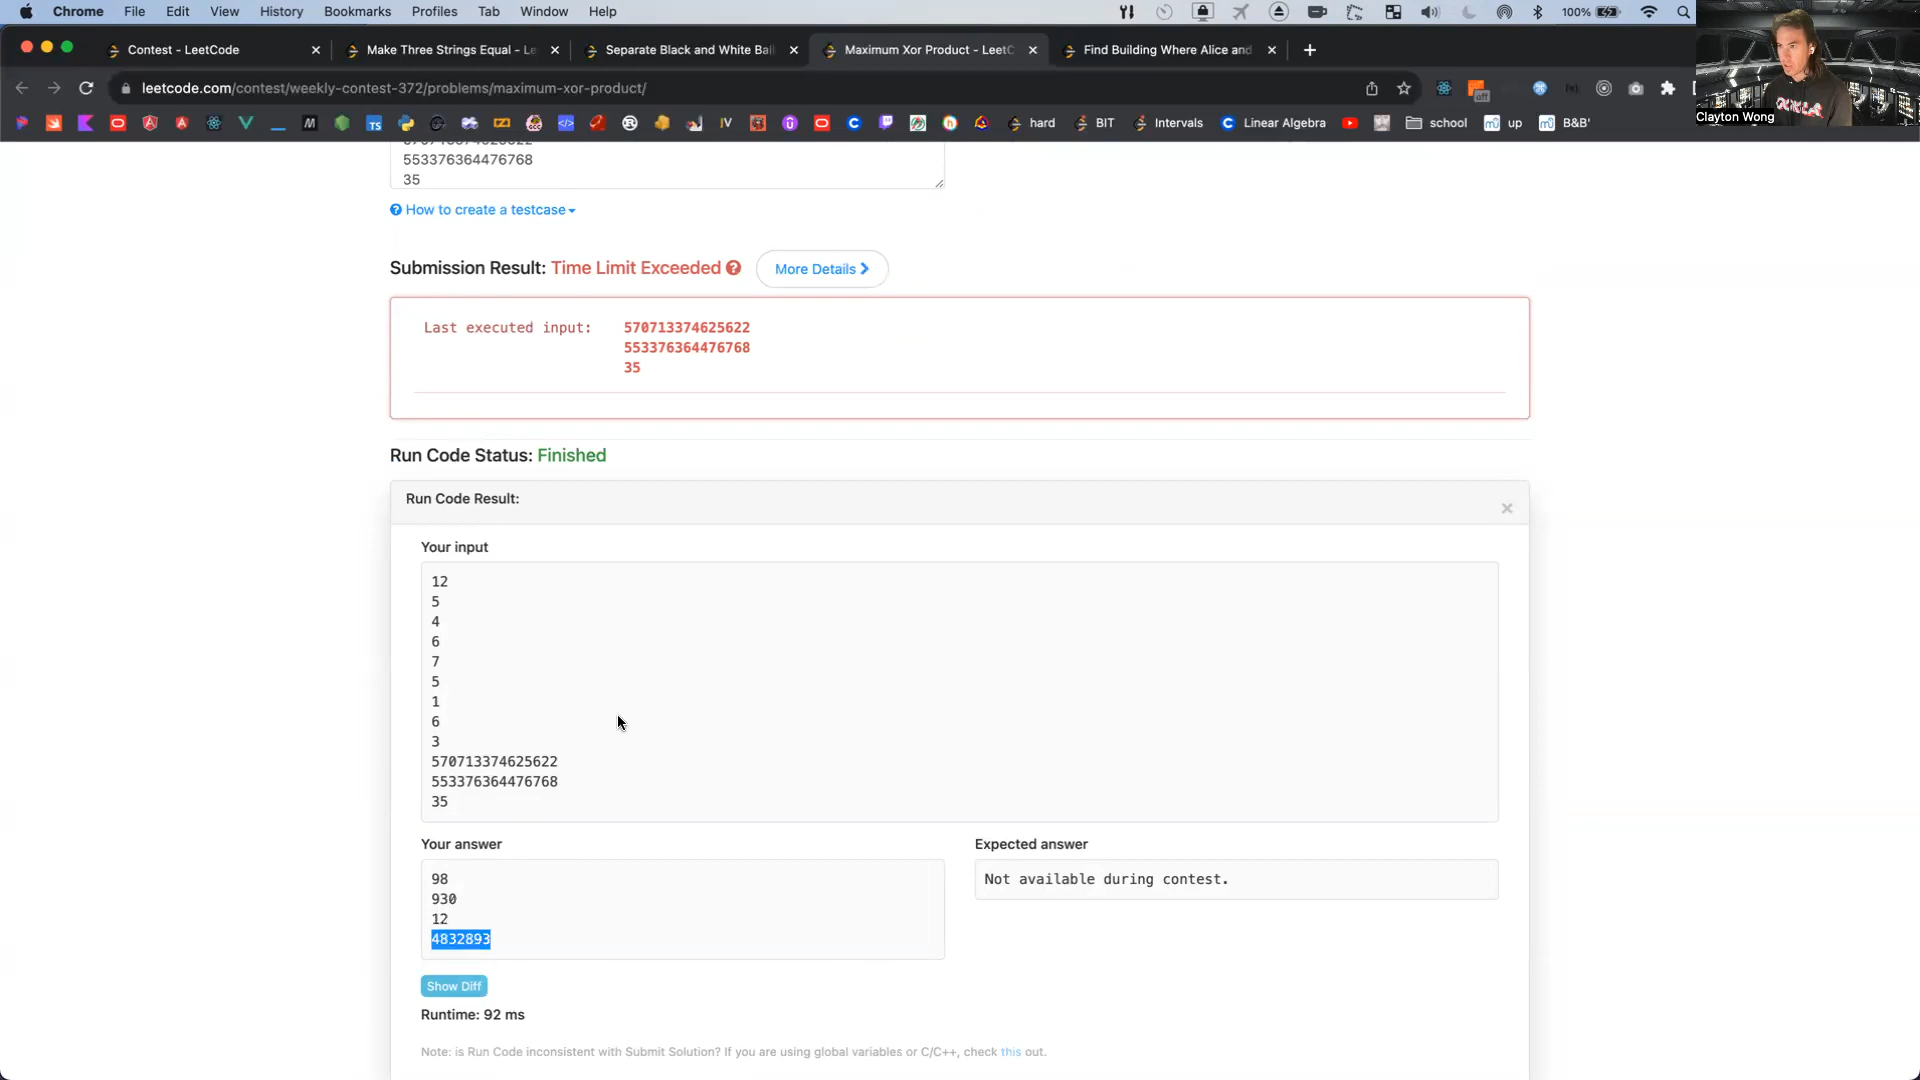 Chrome File Edit View History Bookmarks Profiles Tab Window Help 100%
Contest - LeetCode
Make Three Strings Equal - Le
Separate Black and White Ball
Maximum Xor Product - LeetC
Find Building Where Alice and
leetcode.com/contest/weekly-contest-372/problems/maximum-xor-product/
off
hard BIT Intervals Linear Algebra school up B&B'
Clayton Wong
553376364476768
35
How to create a testcase
Submission Result: Time Limit Exceeded More Details
Last executed input: 570713374625622
553376364476768
35
Run Code Status: Finished
Run Code Result:
Your input
12
5
4
6
7
5
1
6
3
570713374625622
553376364476768
35
Your answer
98
930
12
4832893
Expected answer
Not available during contest.
Show Diff
Runtime: 92 ms
Note: is Run Code inconsistent with Submit Solution? If you are using global variables or C/C++, check this out.